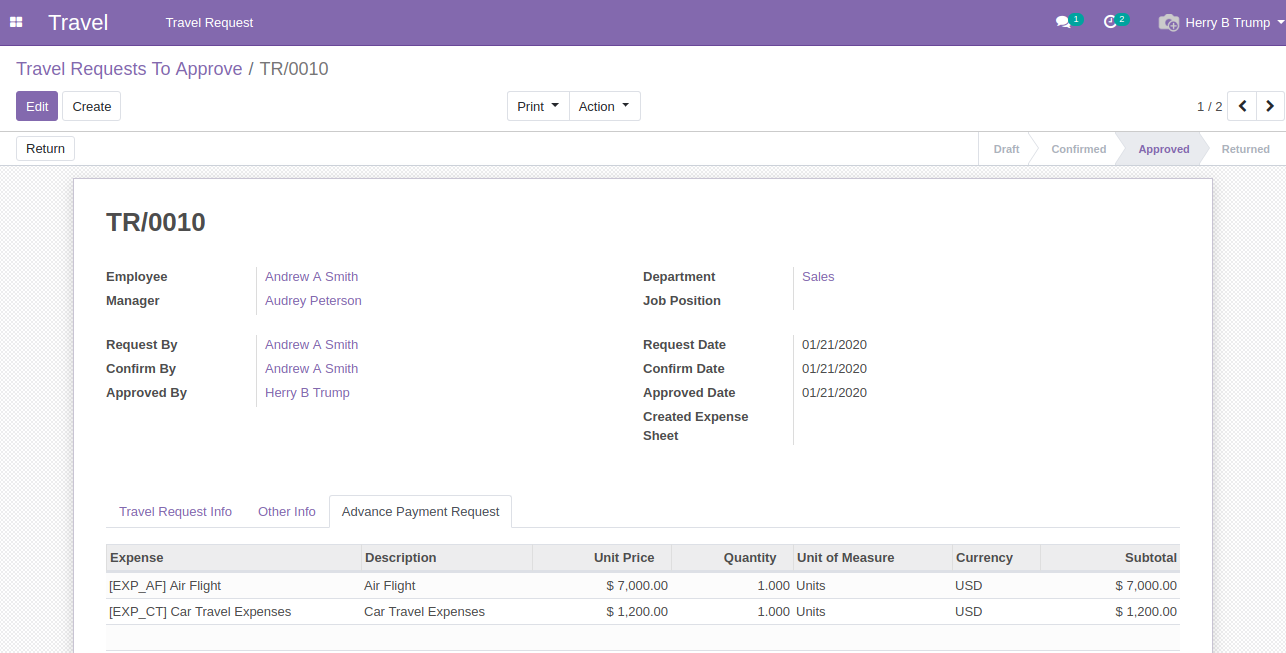 Travel Travel Request 1 2 Herry B Trump
Travel Requests To Approve / TR/0010
Edit Create Print Action 1 / 2
Return Draft Confirmed Approved Returned
TR/0010
Employee Andrew A Smith Department Sales
Manager Audrey Peterson Job Position
Request By Andrew A Smith Request Date 01/21/2020
Confirm By Andrew A Smith Confirm Date 01/21/2020
Approved By Herry B Trump Approved Date 01/21/2020
Created Expense
Sheet
Travel Request Info Other Info Advance Payment Request
Expense Description Unit Price Quantity Unit of Measure Currency Subtotal
[EXP_AF] Air Flight Air Flight $ 7,000.00 1.000 Units USD $ 7,000.00
[EXP_CT] Car Travel Expenses Car Travel Expenses $ 1,200.00 1.000 Units USD $ 1,200.00